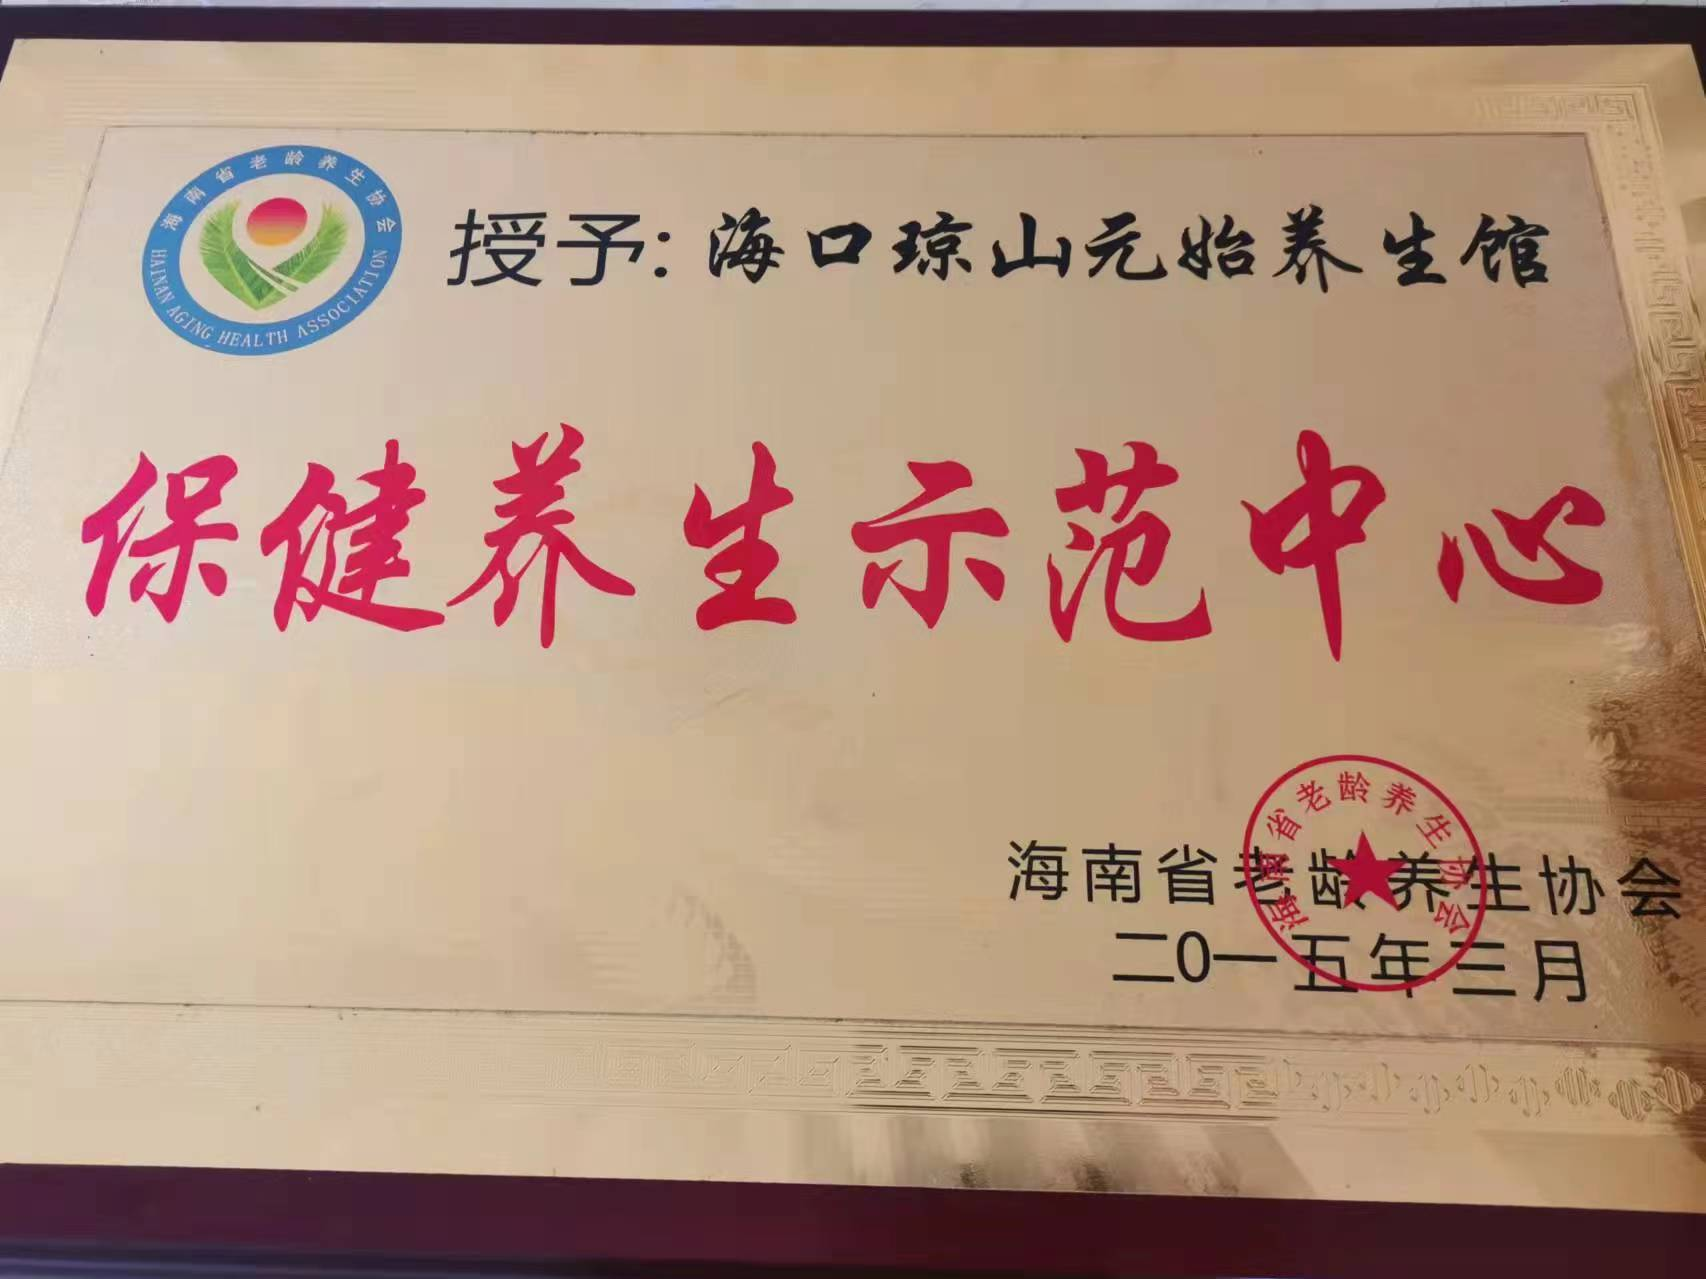 海南省老龄养生协会
HAINAN AGING HEALTH ASSOCIATION
授予：海口琼山元始养生馆
保健养生示范中心
海南省老龄养生协会
二0一五年三月
海南省老龄养生协会